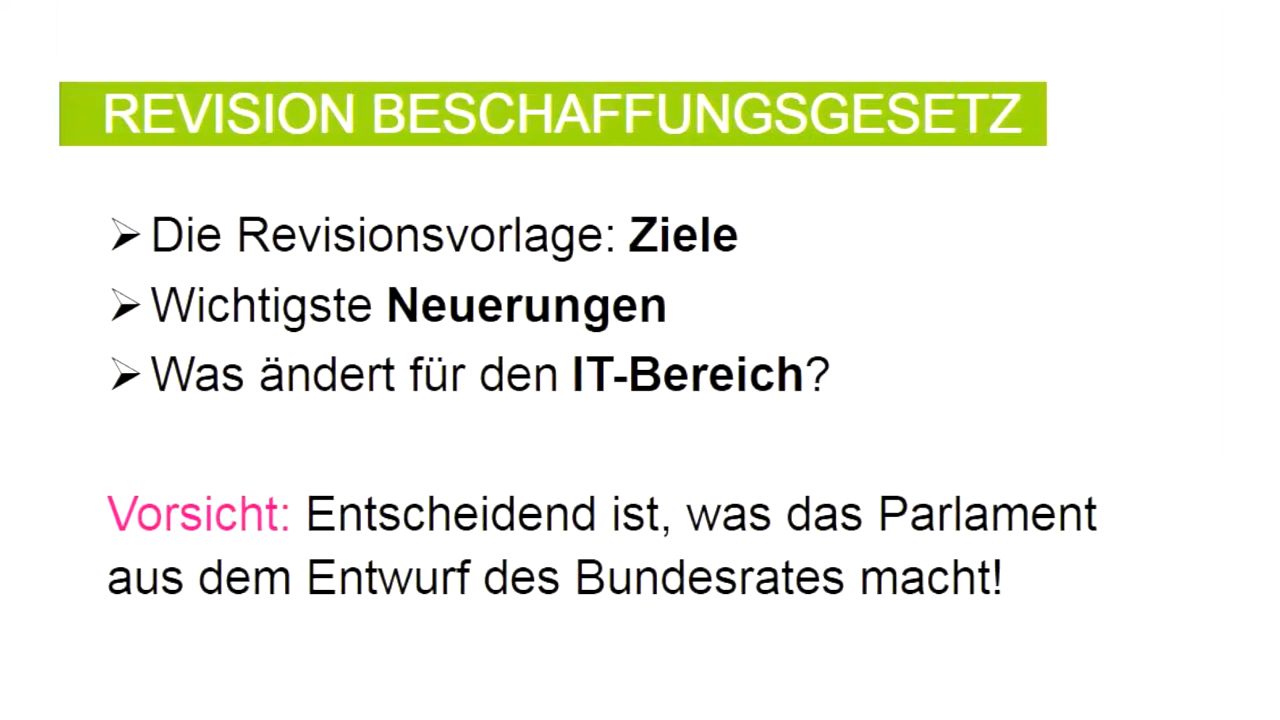 REVISION BESCHAFFUNGSGESETZ
➢ Die Revisionsvorlage: Ziele
➢ Wichtigste Neuerungen
➢ Was ändert für den IT-Bereich?
Vorsicht: Entscheidend ist, was das Parlament
aus dem Entwurf des Bundesrates macht!